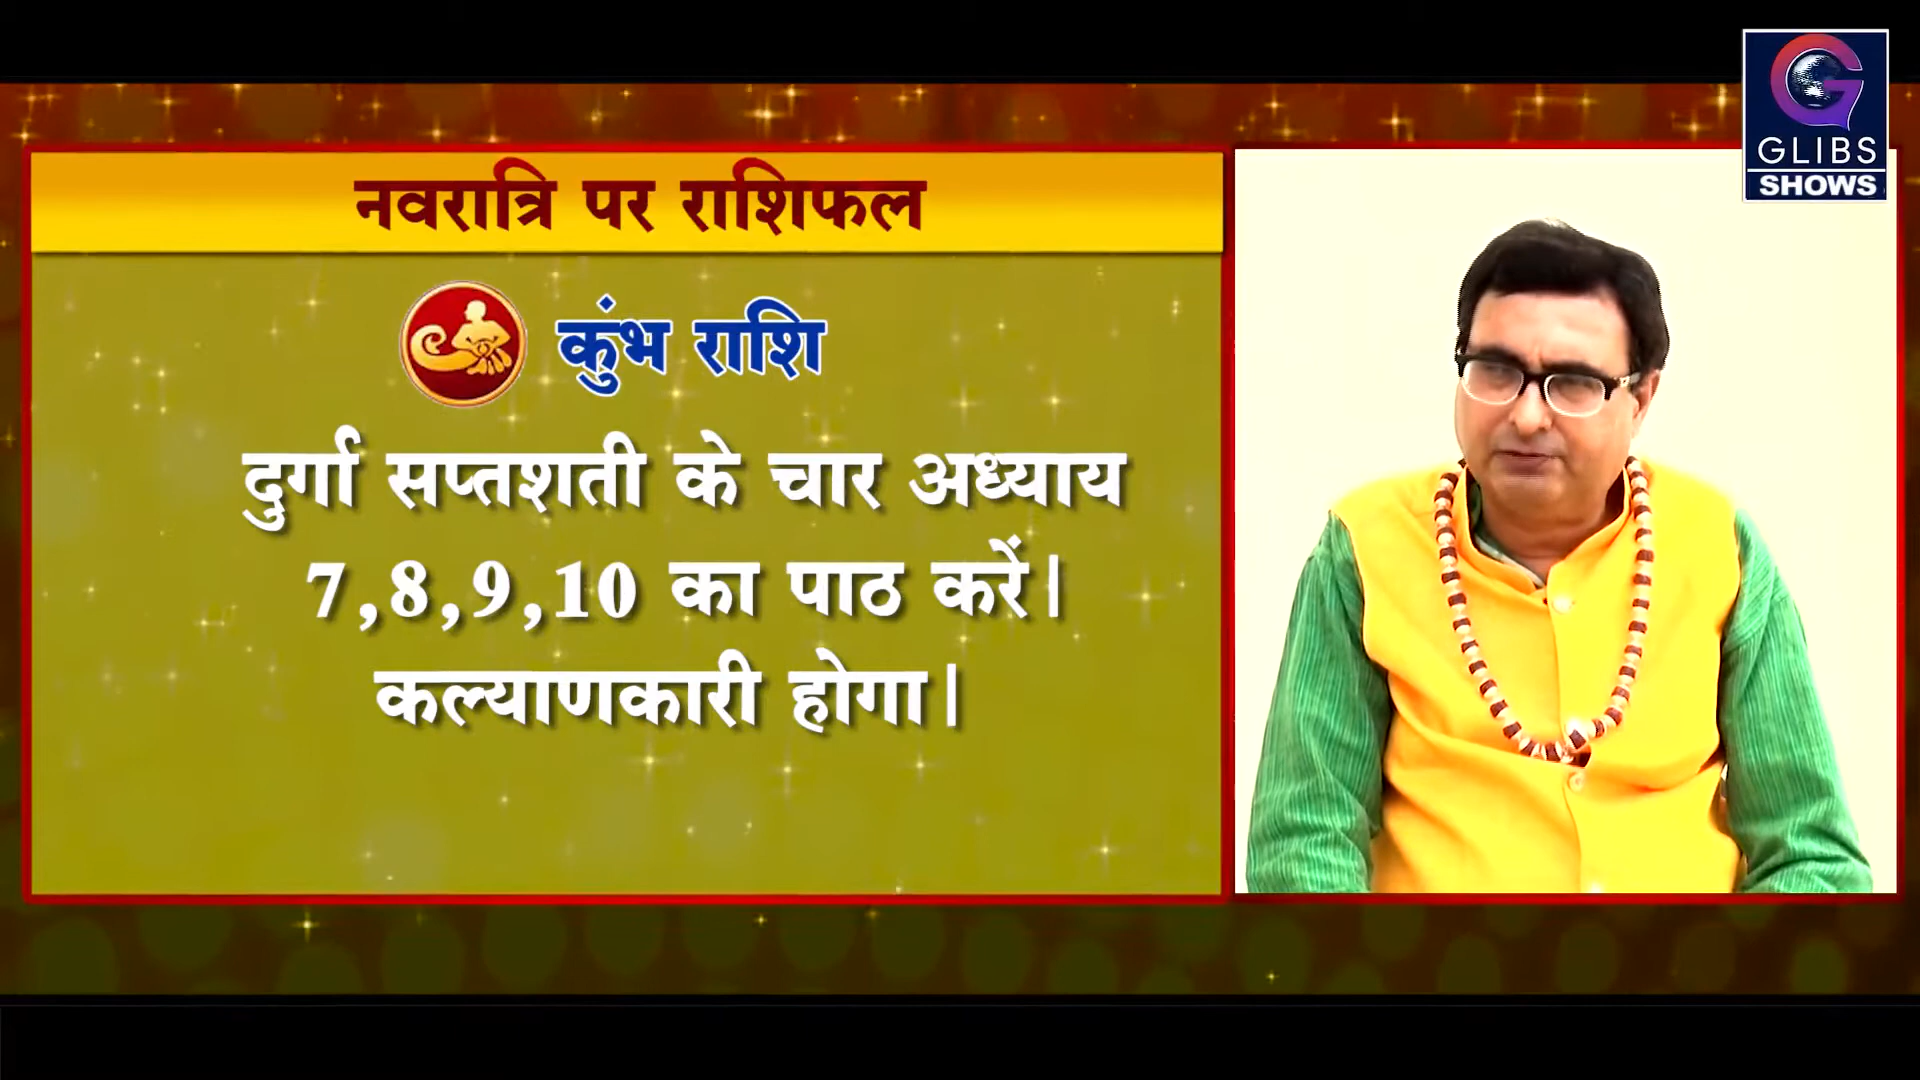 GLIBS
SHOWS
नवरात्रि पर राशिफल
कुंभ राशि
दुर्गा सप्तशती के चार अध्याय
7,8,9,10 का पाठ करें।
कल्याणकारी होगा।